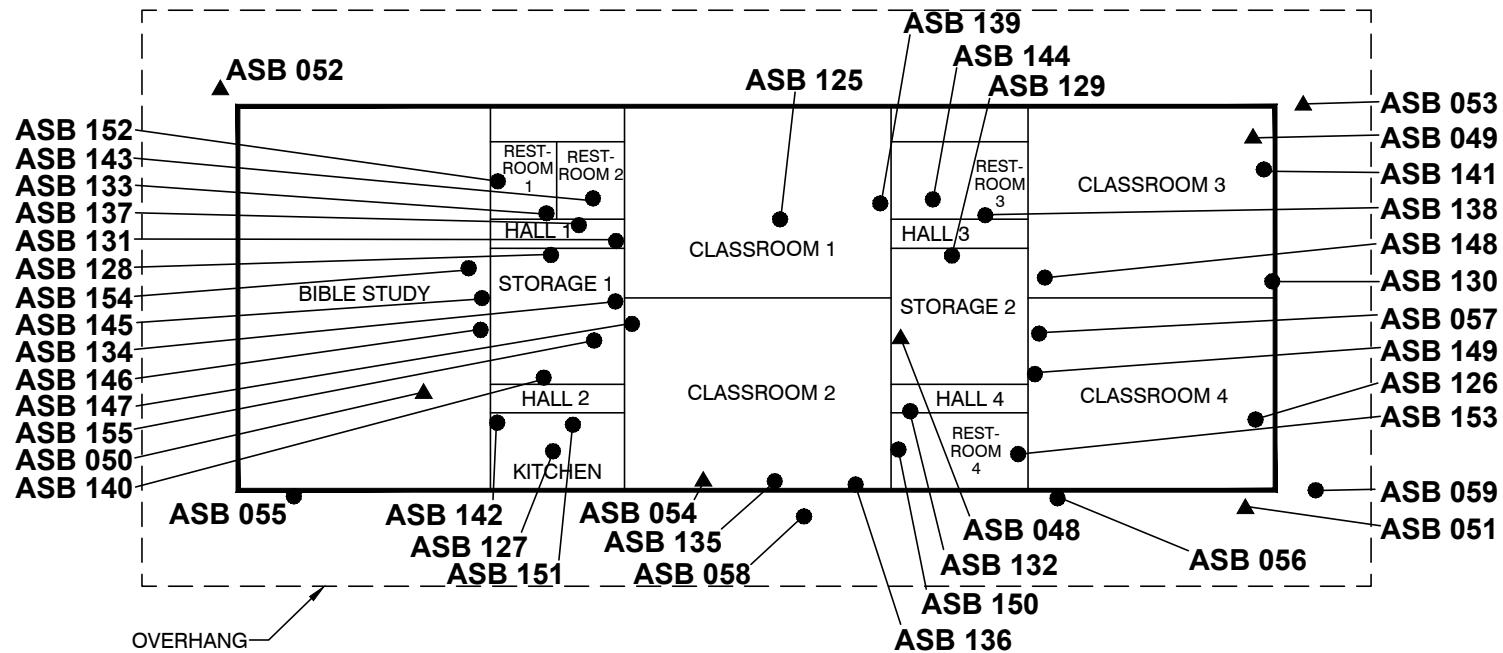 ASB 139
ASB 144
ASB 129
ASB 125
ASB 052
ASB 152
ASB 143
ASB 133
ASB 137
ASB 131
ASB 128
ASB 154
ASB 145
ASB 134
ASB 146
ASB 147
ASB 155
ASB 050
ASB 140
REST-
ROOM
1
REST-
ROOM 2
HALL 1
STORAGE 1
BIBLE STUDY
HALL 2
KITCHEN
CLASSROOM 1
CLASSROOM 2
REST-
ROOM
3
HALL 3
STORAGE 2
HALL 4
REST-
ROOM
4
CLASSROOM 3
CLASSROOM 4
ASB 053
ASB 049
ASB 141
ASB 138
ASB 148
ASB 130
ASB 057
ASB 149
ASB 126
ASB 153
ASB 059
ASB 051
ASB 055
ASB 142
ASB 127
ASB 151
ASB 054
ASB 135
ASB 058
ASB 048
ASB 132
ASB 150
ASB 136
ASB 056
OVERHANG